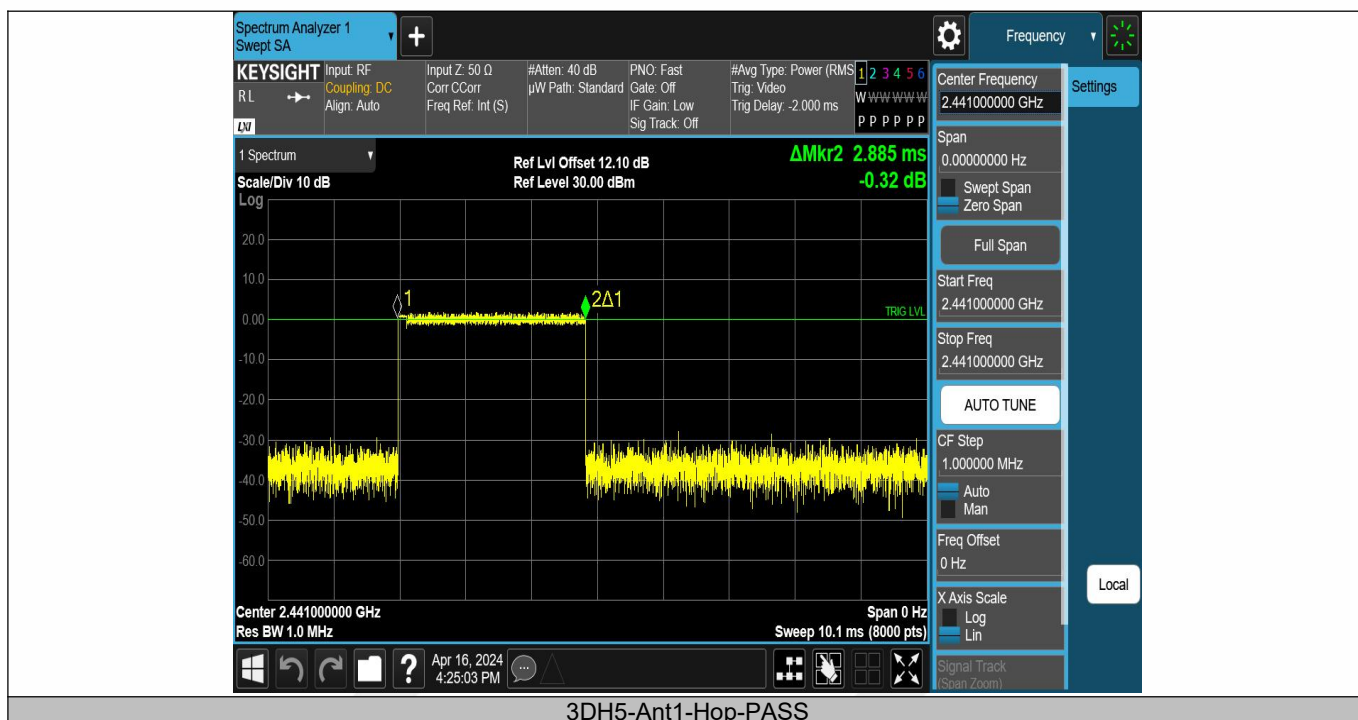 Spectrum Analyzer 1
Swept SA
+
Frequency
KEYSIGHT
R L
LXI
Input: RF
Coupling: DC
Align: Auto
Input Z: 50 Ω
Corr CCorr
Freq Ref: Int (S)
#Atten: 40 dB
µW Path: Standard
PNO: Fast
Gate: Off
IF Gain: Low
Sig Track: Off
#Avg Type: Power (RMS
Trig: Video
Trig Delay: -2.000 ms
1 2 3 4 5 6
W W W W W W
P P P P P P
1 Spectrum
Scale/Div 10 dB
Log
Ref Lvl Offset 12.10 dB
Ref Level 30.00 dBm
ΔMkr2 2.885 ms
-0.32 dB
20.0
10.0
0.00
-10.0
-20.0
-30.0
-40.0
-50.0
-60.0
1
2Δ1
TRIG LVL
Center 2.441000000 GHz
Res BW 1.0 MHz
Span 0 Hz
Sweep 10.1 ms (8000 pts)
Center Frequency
2.441000000 GHz
Settings
Span
0.00000000 Hz
Swept Span
Zero Span
Full Span
Start Freq
2.441000000 GHz
Stop Freq
2.441000000 GHz
AUTO TUNE
CF Step
1.000000 MHz
Auto
Man
Freq Offset
0 Hz
X Axis Scale
Log
Lin
Local
Signal Track
(Span Zoom)
?
Apr 16, 2024
4:25:03 PM
3DH5-Ant1-Hop-PASS